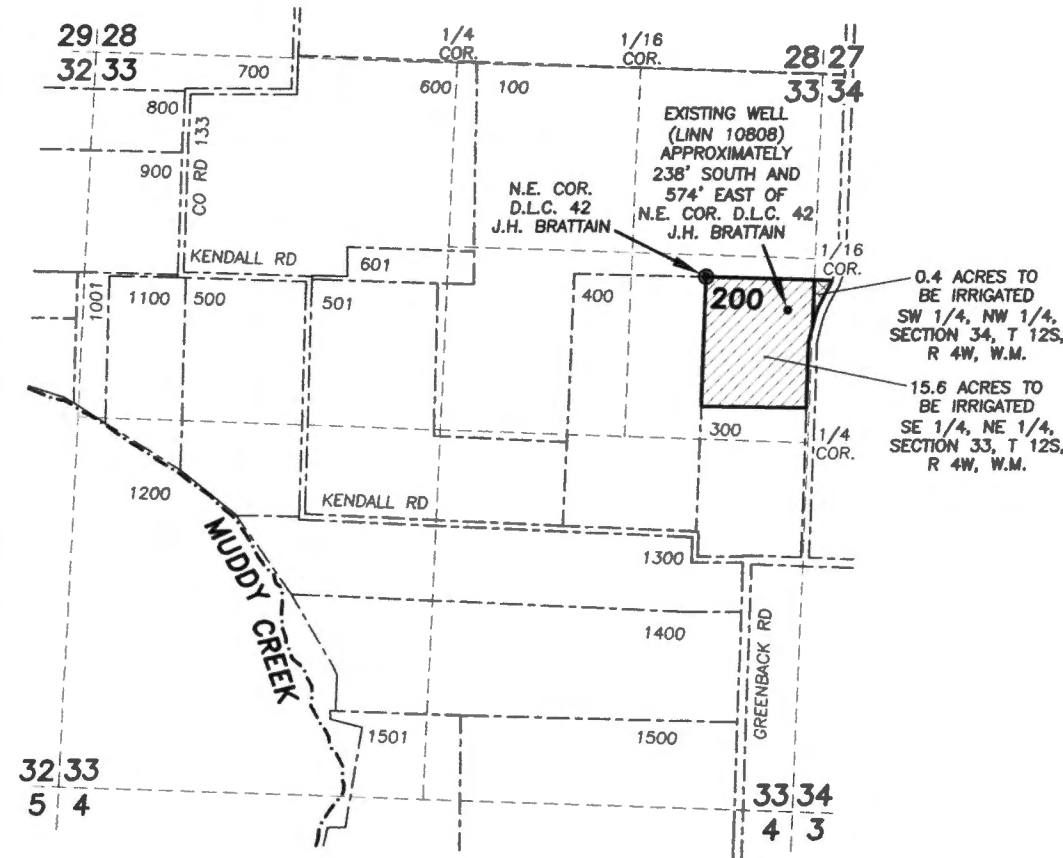 29 28
32 33
700
1/4
COR.
600
100
1/16
COR.
28 27
33 34
800
900
CO RD 133
EXISTING WELL
(LINN 10808)
APPROXIMATELY
238' SOUTH AND
574' EAST OF
N.E. COR. D.L.C. 42
J.H. BRATTAIN
N.E. COR.
D.L.C. 42
J.H. BRATTAIN
KENDALL RD
601
1/16
COR.
1001
1100
500
501
400
200
0.4 ACRES TO
BE IRRIGATED
SW 1/4, NW 1/4,
SECTION 34, T 12S,
R 4W, W.M.
15.6 ACRES TO
BE IRRIGATED
SE 1/4, NE 1/4,
SECTION 33, T 12S,
R 4W, W.M.
300
1/4
COR.
1200
KENDALL RD
MUDDY CREEK
1300
1400
GREENBACK RD
1501
1500
32 33
5 4
33 34
4 3